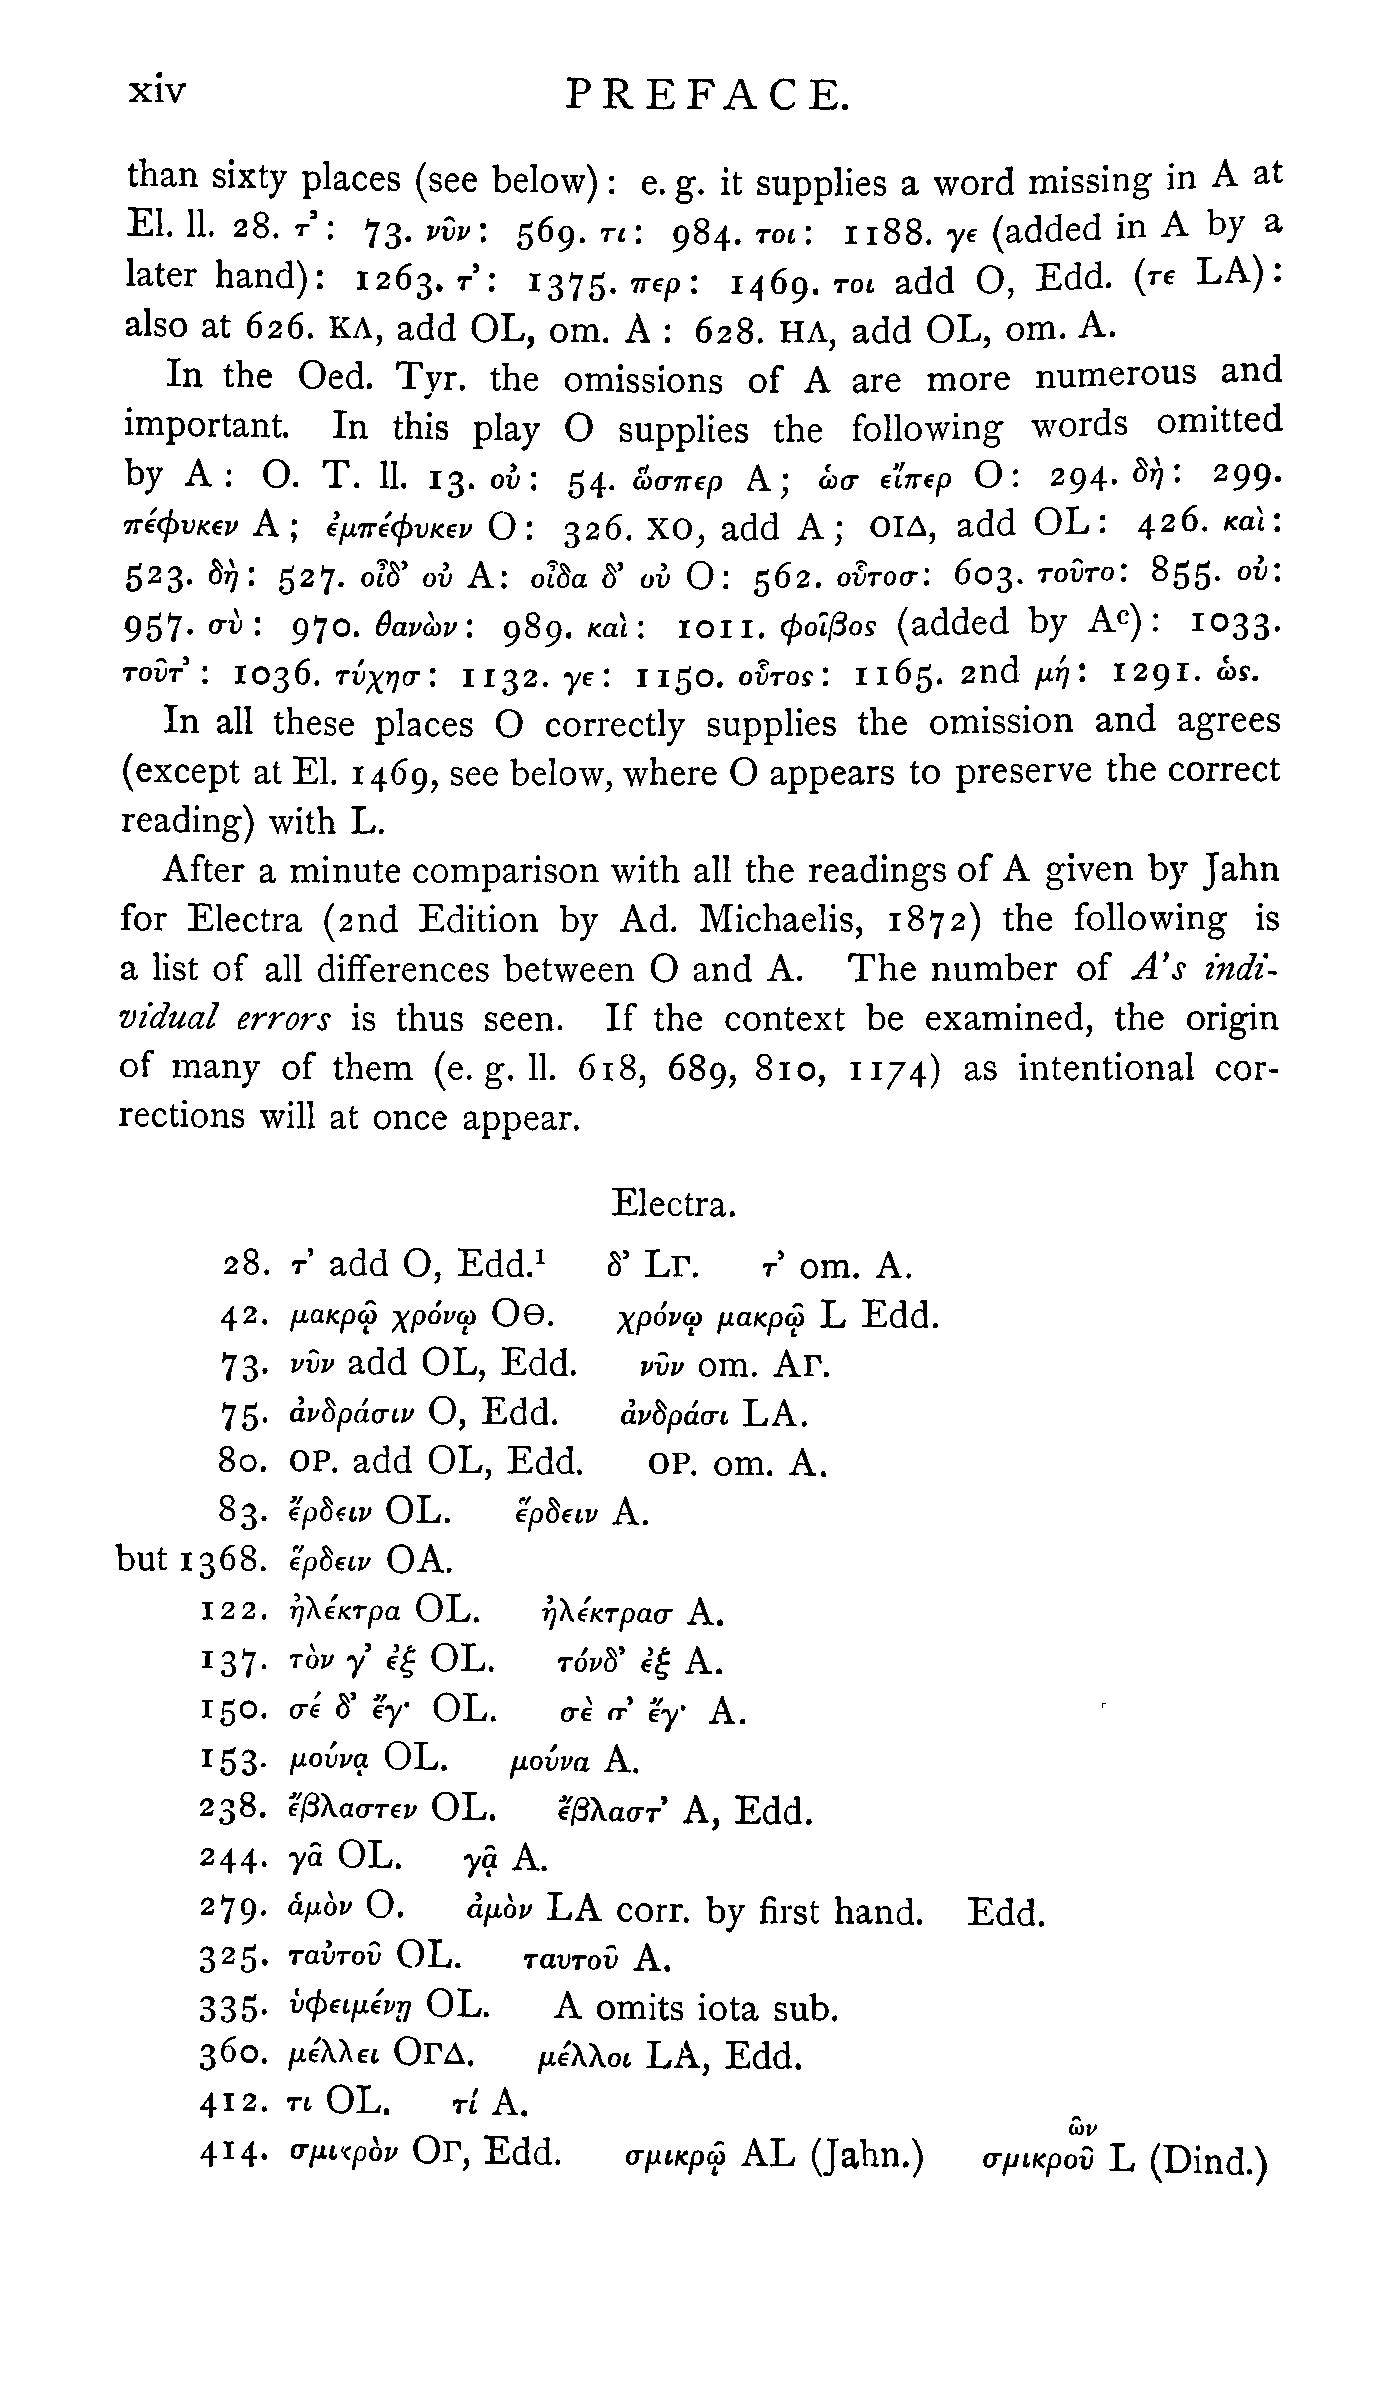 xiv PREFACE.
than sixty places (see below): e. g. it supplies a word missing in A at
El. ll. 28. τ’: 73. νῦν: 569. τι: 984. τοι: 1188. γε (added in A by a
later hand): 1263. τ’: 1375. περ: 1469. τοι add O, Edd. (τε LA):
also at 626. ΚΛ, add OL, om. A : 628. ΗΛ, add OL, om. A.
In the Oed. Tyr. the omissions of A are more numerous and
important. In this play O supplies the following words omitted
by A : O. T. ll. 13. οὐ: 54. ὥσπερ A; ὡσ εἴπερ O: 294. δὴ: 299.
πέφυκεν A; ἐμπέφυκεν O: 326. ΧΟ, add A; ΟΙΔ, add OL: 426. καὶ:
523. δὴ: 527. οἶδ’ οὐ A: οἶδα δ’ οὐ O: 562. οὗτοσ: 603. τοῦτο: 855. οὐ:
957. σὺ: 970. θανὼν: 989. καὶ: 1011. φοῖβος (added by Aᶜ): 1033.
τοῦτ’: 1036. τύχησ: 1132. γε: 1150. οὗτος: 1165. 2nd μή: 1291. ὡς.
In all these places O correctly supplies the omission and agrees
(except at El. 1469, see below, where O appears to preserve the correct
reading) with L.
After a minute comparison with all the readings of A given by Jahn
for Electra (2nd Edition by Ad. Michaelis, 1872) the following is
a list of all differences between O and A. The number of A’s indi-
vidual errors is thus seen. If the context be examined, the origin
of many of them (e. g. ll. 618, 689, 810, 1174) as intentional cor-
rections will at once appear.
Electra.
28. τ’ add O, Edd.¹ δ’ LΓ. τ’ om. A.
42. μακρῷ χρόνῳ OΘ. χρόνῳ μακρῷ L Edd.
73. νῦν add OL, Edd. νῦν om. AΓ.
75. ἀνδράσιν O, Edd. ἀνδράσι LA.
80. ΟΡ. add OL, Edd. ΟΡ. om. A.
83. ἔρδειν OL. ἕρδειν A.
but 1368. ἕρδειν OA.
122. ἠλέκτρα OL. ἠλέκτρασ A.
137. τὸν γ’ ἐξ OL. τόνδ’ ἐξ A.
150. σέ δ’ ἔγ· OL. σὲ σ’ ἔγ· A.
153. μούνᾳ OL. μούνα A.
238. ἔβλαστεν OL. ἔβλαστ’ A, Edd.
244. γᾶ OL. γᾷ A.
279. ἁμὸν O. ἀμὸν LA corr. by first hand. Edd.
325. ταὐτοῦ OL. ταυτοῦ A.
335. ὑφειμένῃ OL. A omits iota sub.
360. μέλλει OΓΔ. μέλλοι LA, Edd.
412. τι OL. τί A.
ῶν
414. σμικρὸν OΓ, Edd. σμικρῷ AL (Jahn.) σμικροῦ L (Dind.)